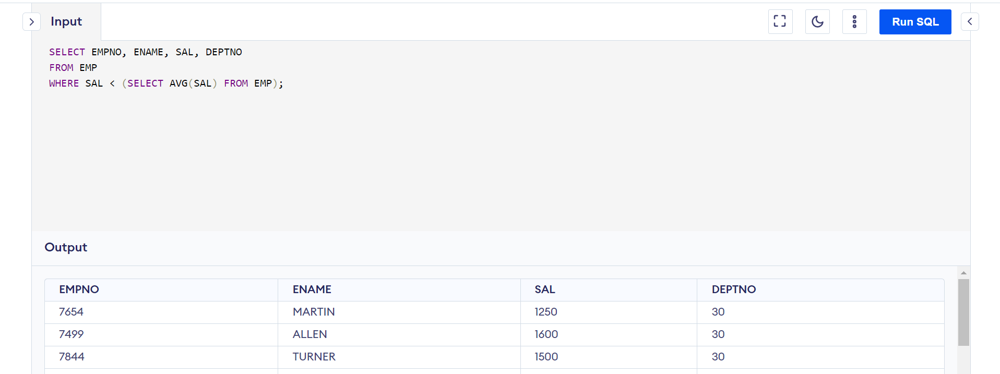 Input
Run SQL
SELECT EMPNO, ENAME, SAL, DEPTNO
FROM EMP
WHERE SAL < (SELECT AVG(SAL) FROM EMP);
Output
EMPNO ENAME SAL DEPTNO
7654 MARTIN 1250 30
7499 ALLEN 1600 30
7844 TURNER 1500 30